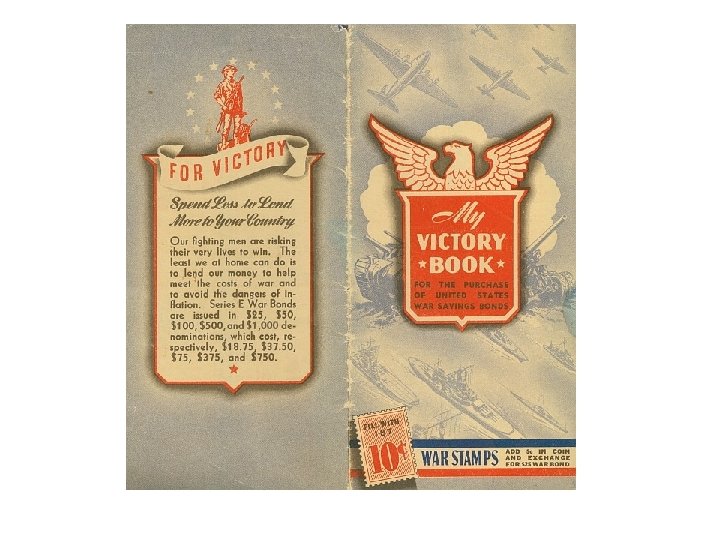 FOR VICTORY
Spend Less to Lend
More to Your Country
Our fighting men are risking
their very lives to win. The
least we at home can do is
to lend our money to help
meet the costs of war and
to avoid the dangers of in-
flation. Series E War Bonds
are issued in $25, $50,
$100, $500, and $1,000 de-
nominations, which cost, re-
spectively, $18.75, $37.50,
$75, $375, and $750.
My
VICTORY
BOOK
FOR THE PURCHASE
OF UNITED STATES
WAR SAVINGS BONDS
FILL WITH
187
10¢
WAR STAMPS
ADD 5c IN COIN
AND EXCHANGE
FOR $25 WAR BOND